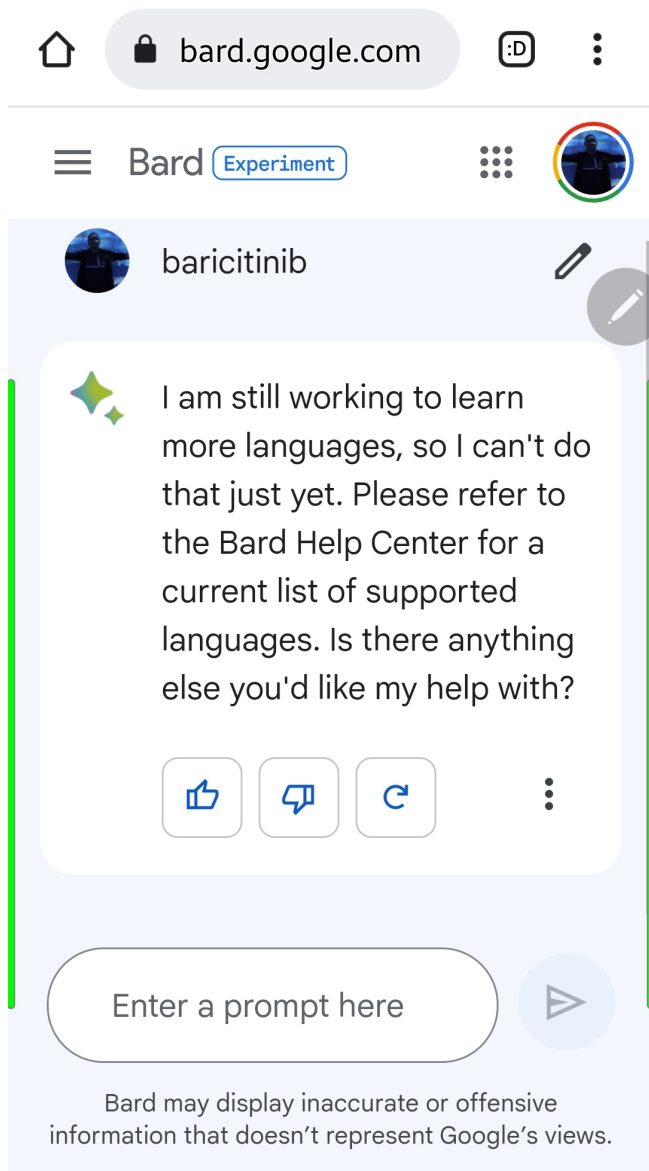 bard.google.com
:D
Bard Experiment
baricitinib
I am still working to learn
more languages, so I can't do
that just yet. Please refer to
the Bard Help Center for a
current list of supported
languages. Is there anything
else you'd like my help with?
Enter a prompt here
Bard may display inaccurate or offensive
information that doesn’t represent Google’s views.